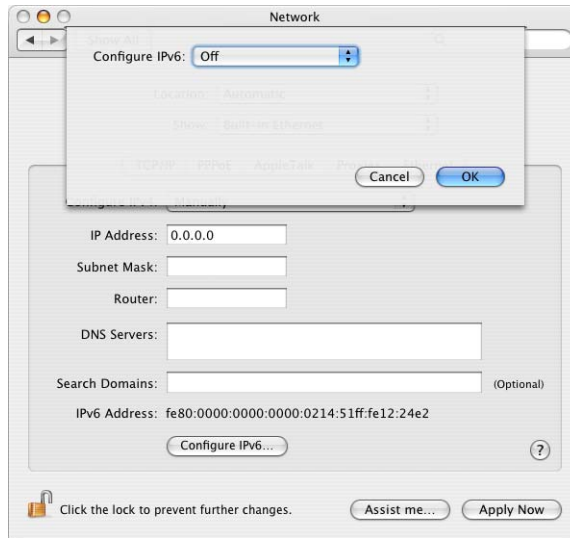 Network
Show All
Configure IPv6: Off
Location: Automatic
Show: Built-in Ethernet
TCP/IP PPPoE AppleTalk Proxies Ethernet
Cancel OK
Configure IPv4: Manually
IP Address: 0.0.0.0
Subnet Mask:
Router:
DNS Servers:
Search Domains: (Optional)
IPv6 Address: fe80:0000:0000:0000:0214:51ff:fe12:24e2
Configure IPv6...
?
Click the lock to prevent further changes.
Assist me... Apply Now